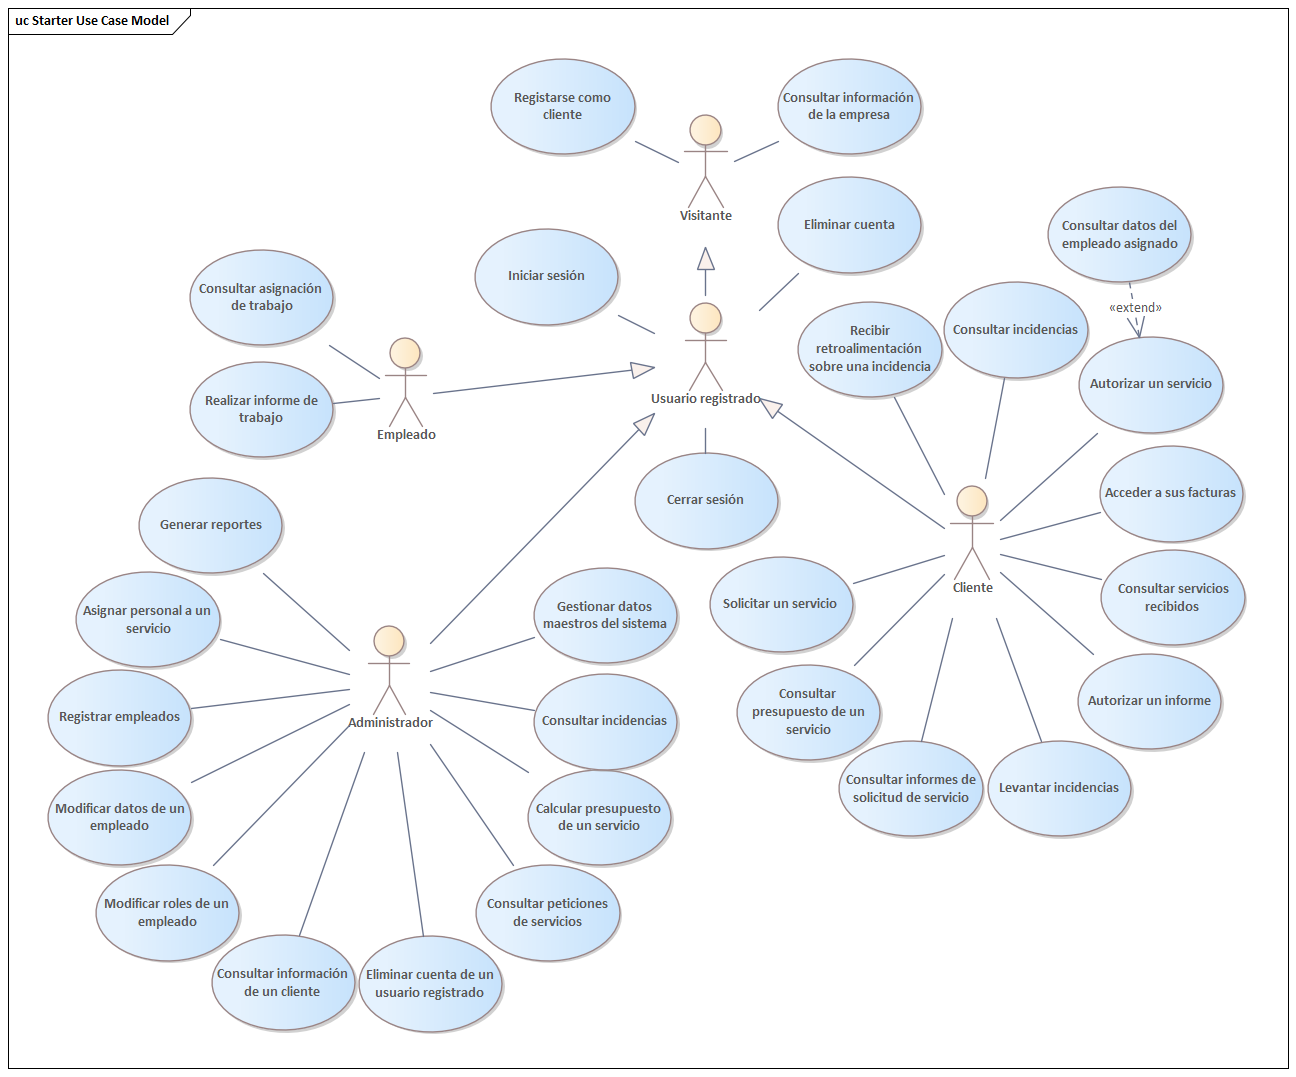 uc Starter Use Case Model
Registarse como
cliente
Consultar información
de la empresa
Visitante
Eliminar cuenta
Consultar datos del
empleado asignado
Iniciar sesión
Consultar asignación
de trabajo
«extend»
Recibir
retroalimentación
sobre una incidencia
Consultar incidencias
Autorizar un servicio
Realizar informe de
trabajo
Empleado
Usuario registrado
Cerrar sesión
Acceder a sus facturas
Generar reportes
Cliente
Consultar servicios
recibidos
Solicitar un servicio
Gestionar datos
maestros del sistema
Asignar personal a un
servicio
Autorizar un informe
Consultar
presupuesto de un
servicio
Registrar empleados
Administrador
Consultar incidencias
Consultar informes de
solicitud de servicio
Levantar incidencias
Modificar datos de un
empleado
Calcular presupuesto
de un servicio
Modificar roles de un
empleado
Consultar peticiones
de servicios
Consultar información
de un cliente
Eliminar cuenta de un
usuario registrado